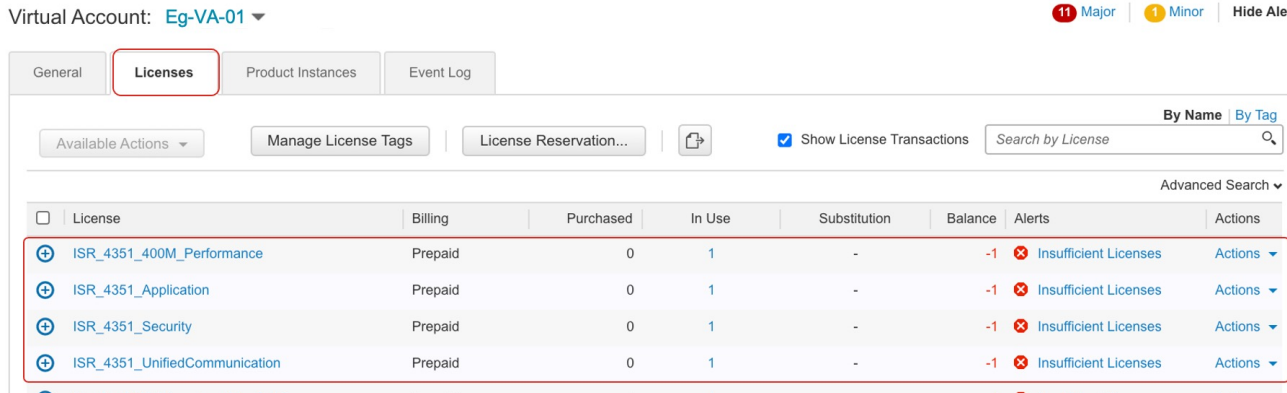 Virtual Account: Eg-VA-01
11 Major 1 Minor Hide Ale
General Licenses Product Instances Event Log
By Name | By Tag
Available Actions Manage License Tags License Reservation... Show License Transactions Search by License
Advanced Search
License Billing Purchased In Use Substitution Balance Alerts Actions
ISR_4351_400M_Performance Prepaid 0 1 - -1 Insufficient Licenses Actions
ISR_4351_Application Prepaid 0 1 - -1 Insufficient Licenses Actions
ISR_4351_Security Prepaid 0 1 - -1 Insufficient Licenses Actions
ISR_4351_UnifiedCommunication Prepaid 0 1 - -1 Insufficient Licenses Actions